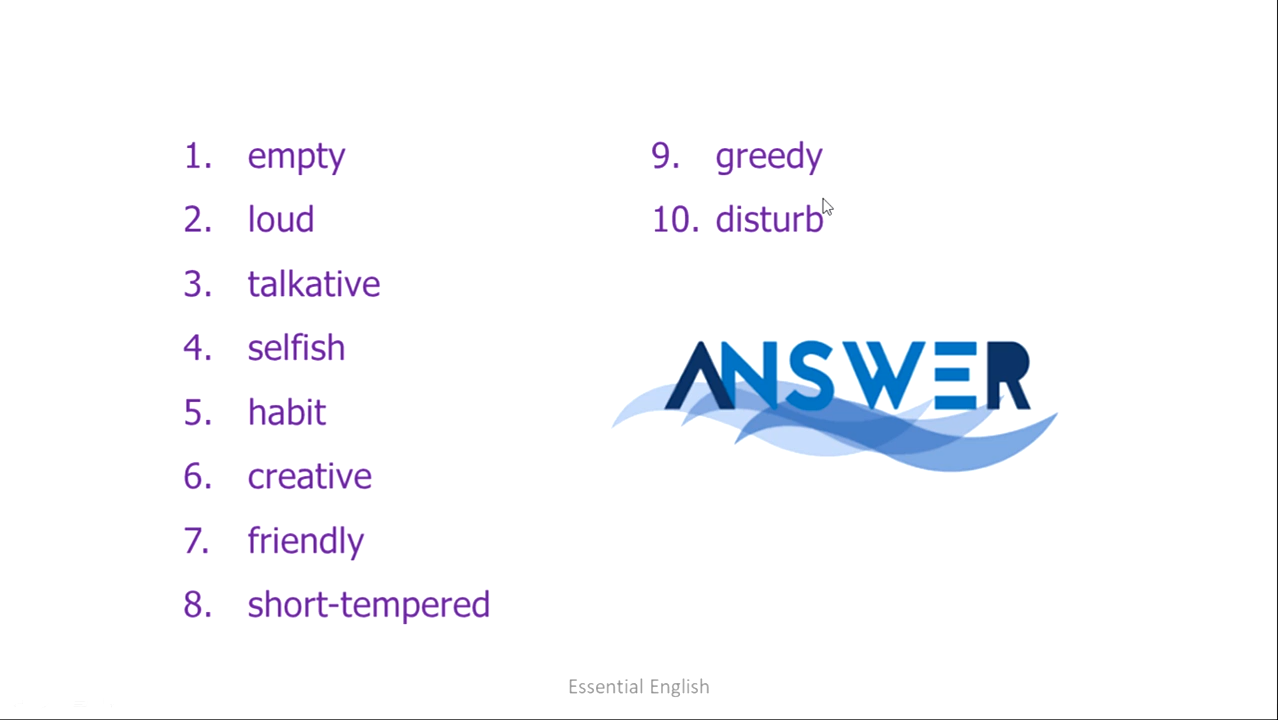 1. empty
2. loud
3. talkative
4. selfish
5. habit
6. creative
7. friendly
8. short-tempered
9. greedy
10. disturb
ANSWER
Essential English